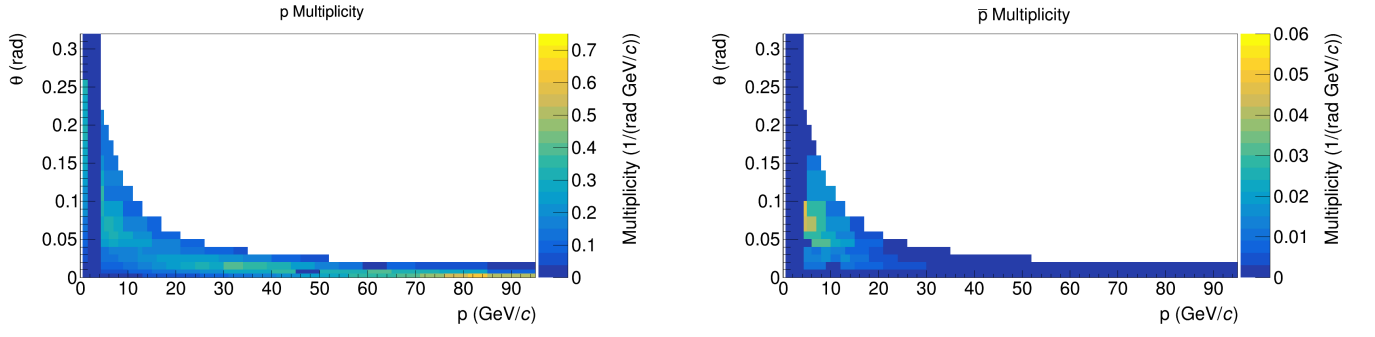 p Multiplicity
θ (rad)
0.3
0.25
0.2
0.15
0.1
0.05
0
0 10 20 30 40 50 60 70 80 90
p (GeV/c)
0.7
0.6
0.5
0.4
0.3
0.2
0.1
0
Multiplicity (1/(rad GeV/c))
p̅ Multiplicity
θ (rad)
0.3
0.25
0.2
0.15
0.1
0.05
0
0 10 20 30 40 50 60 70 80 90
p (GeV/c)
0.06
0.05
0.04
0.03
0.02
0.01
0
Multiplicity (1/(rad GeV/c))